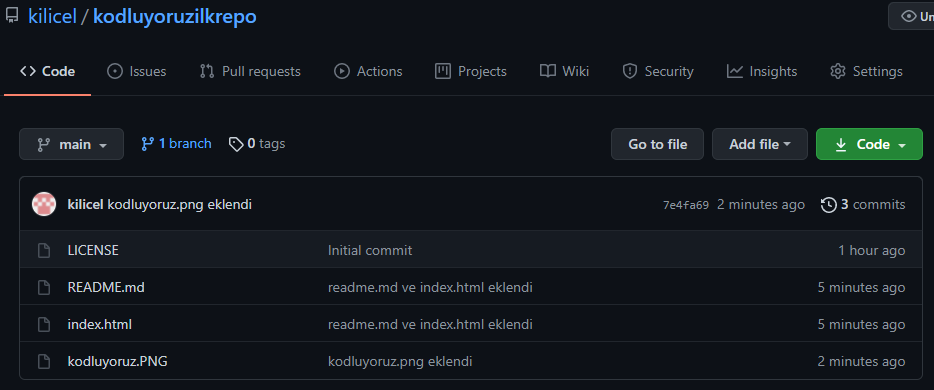 kilicel / kodluyoruzilkrepo Un
Code Issues Pull requests Actions Projects Wiki Security Insights Settings
main 1 branch 0 tags Go to file Add file Code
kilicel kodluyoruz.png eklendi 7e4fa69 2 minutes ago 3 commits
LICENSE Initial commit 1 hour ago
README.md readme.md ve index.html eklendi 5 minutes ago
index.html readme.md ve index.html eklendi 5 minutes ago
kodluyoruz.PNG kodluyoruz.png eklendi 2 minutes ago